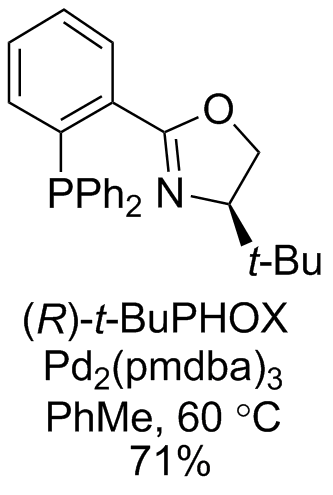 O
PPh₂
N
t-Bu
(R)-t-BuPHOX
Pd₂(pmdba)₃
PhMe, 60 °C
71%